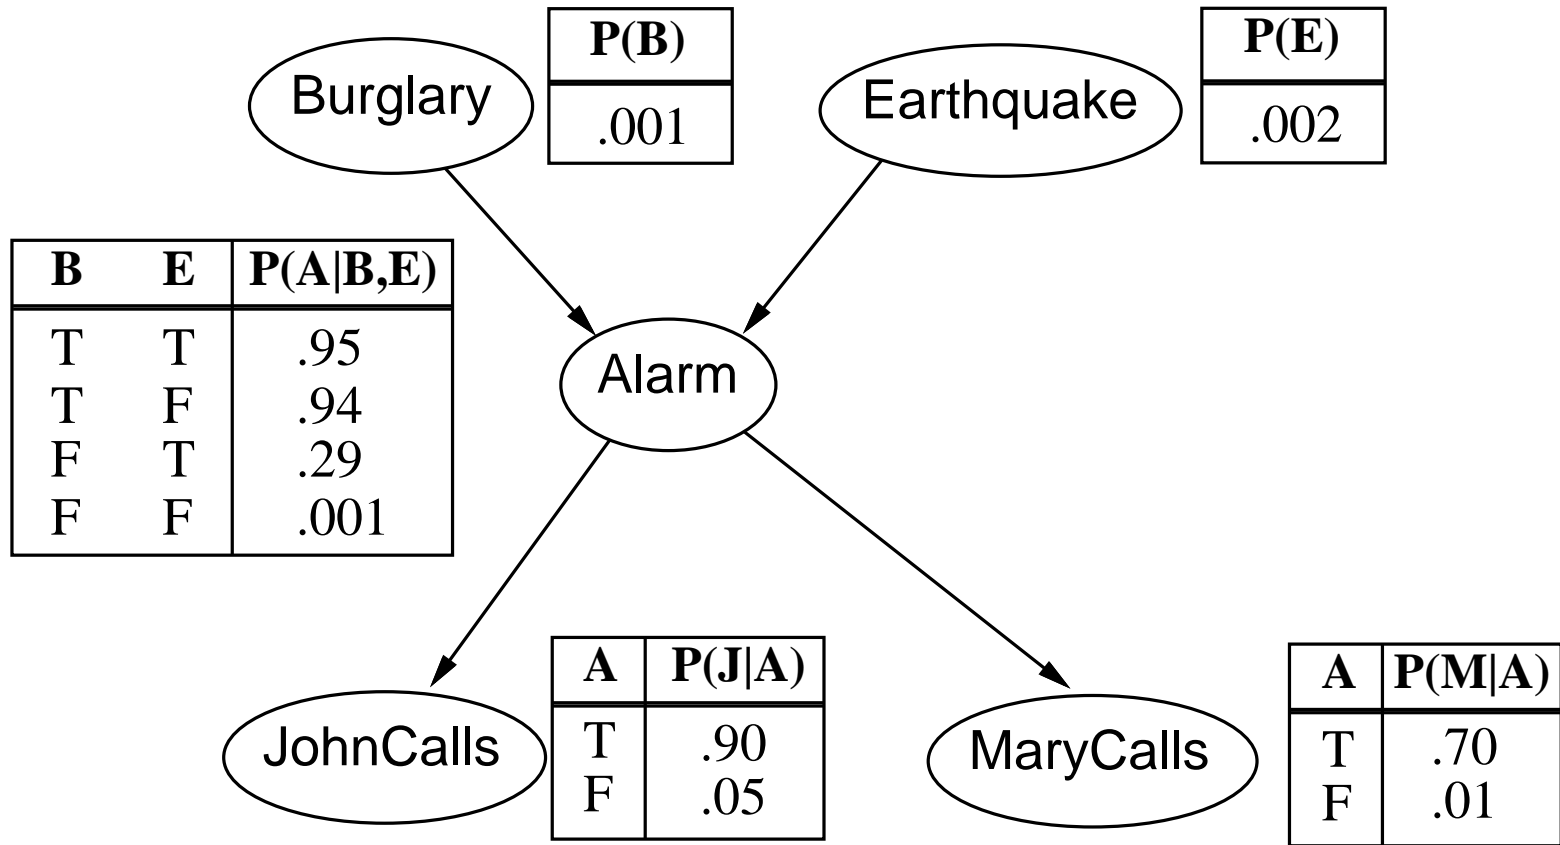 Burglary
P(B)
.001
Earthquake
P(E)
.002
B E P(A|B,E)
T T .95
T F .94
F T .29
F F .001
Alarm
JohnCalls
A P(J|A)
T .90
F .05
MaryCalls
A P(M|A)
T .70
F .01